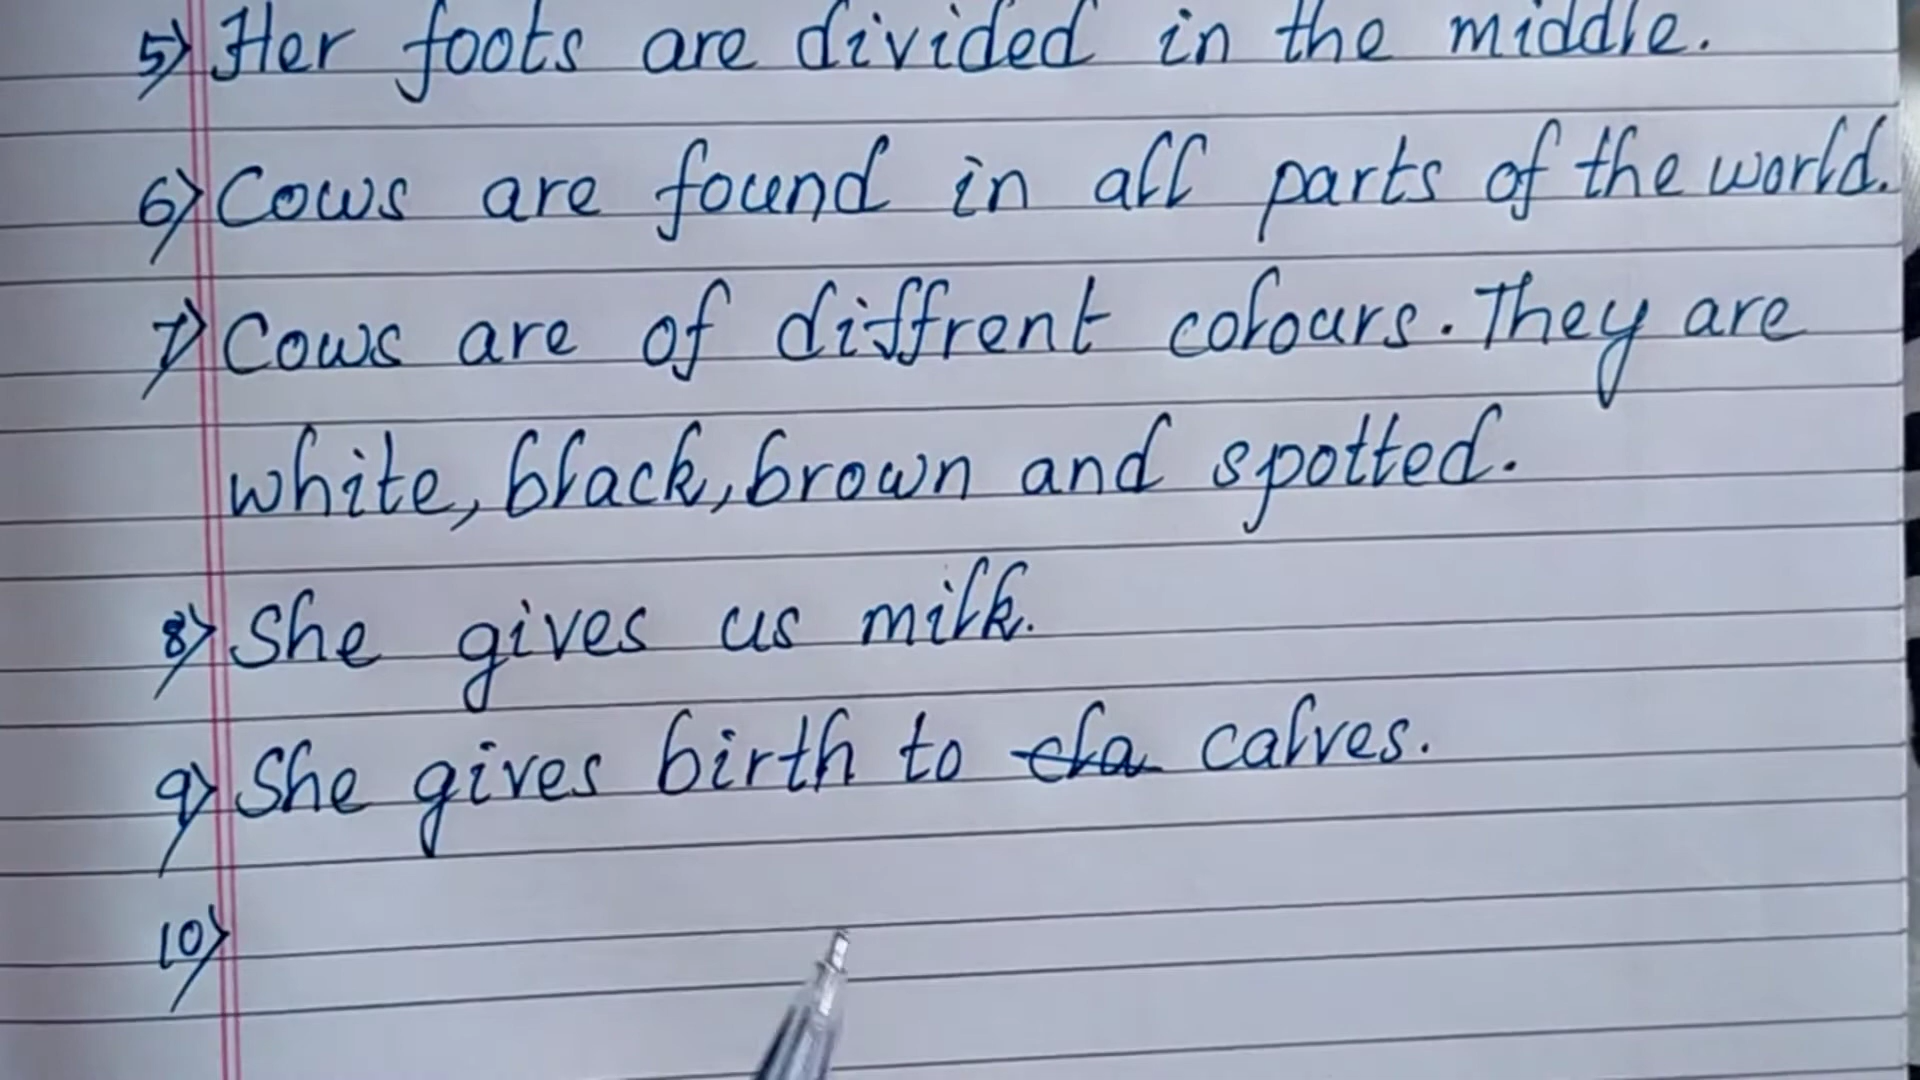 5) Her foots are divided in the middle.
6) Cows are found in all parts of the world.
7) Cows are of diffrent colours. They are
white, black, brown and spotted.
8) She gives us milk.
9) She gives birth to cla calves.
10)